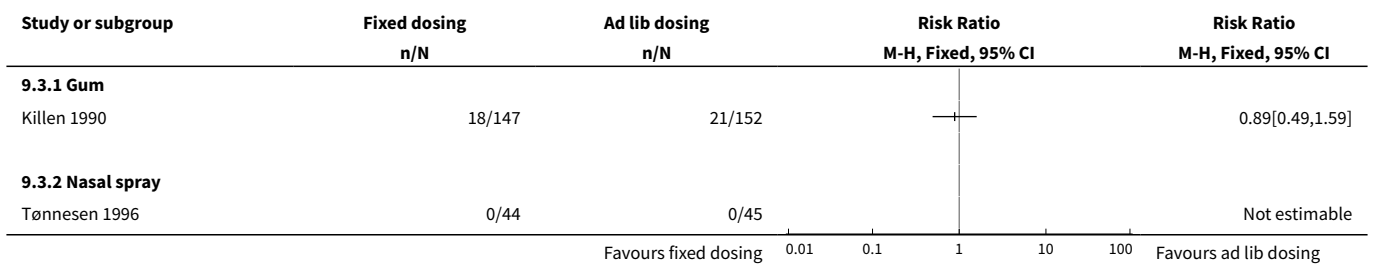 Study or subgroup Fixed dosing Ad lib dosing Risk Ratio Risk Ratio
n/N n/N M-H, Fixed, 95% CI M-H, Fixed, 95% CI
9.3.1 Gum
Killen 1990 18/147 21/152 0.89[0.49,1.59]
9.3.2 Nasal spray
Tønnesen 1996 0/44 0/45 Not estimable
Favours fixed dosing 0.01 0.1 1 10 100 Favours ad lib dosing